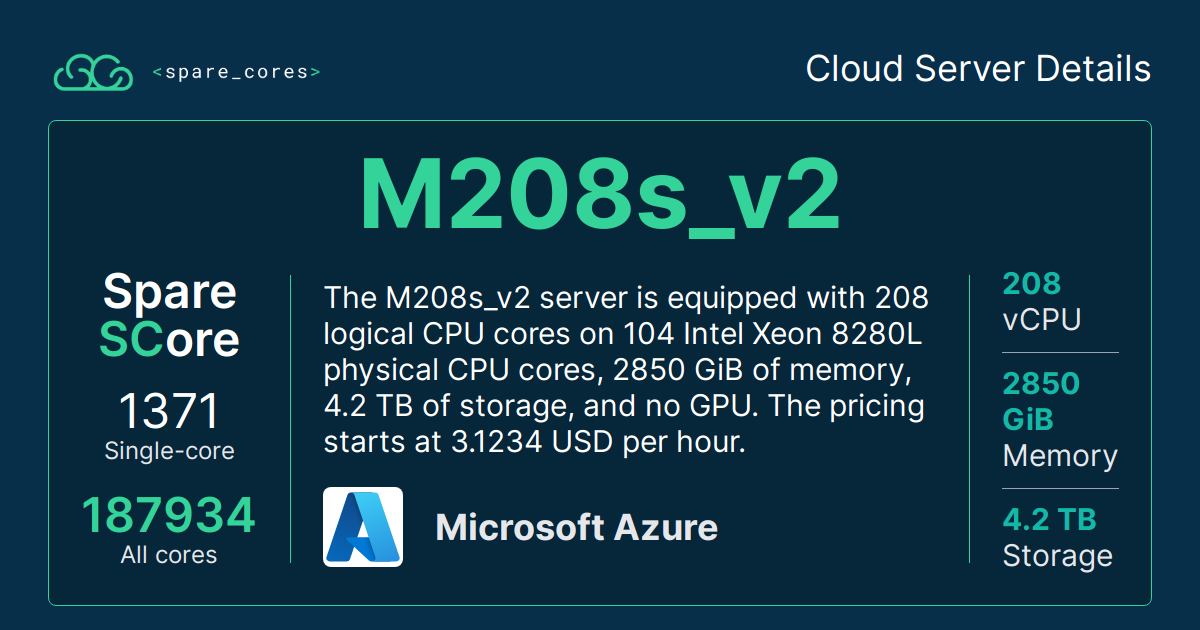 <spare_cores>
Cloud Server Details
M208s_v2
Spare
SCore
1371
Single-core
187934
All cores
The M208s_v2 server is equipped with 208
logical CPU cores on 104 Intel Xeon 8280L
physical CPU cores, 2850 GiB of memory,
4.2 TB of storage, and no GPU. The pricing
starts at 3.1234 USD per hour.
Microsoft Azure
208
vCPU
2850
GiB
Memory
4.2 TB
Storage